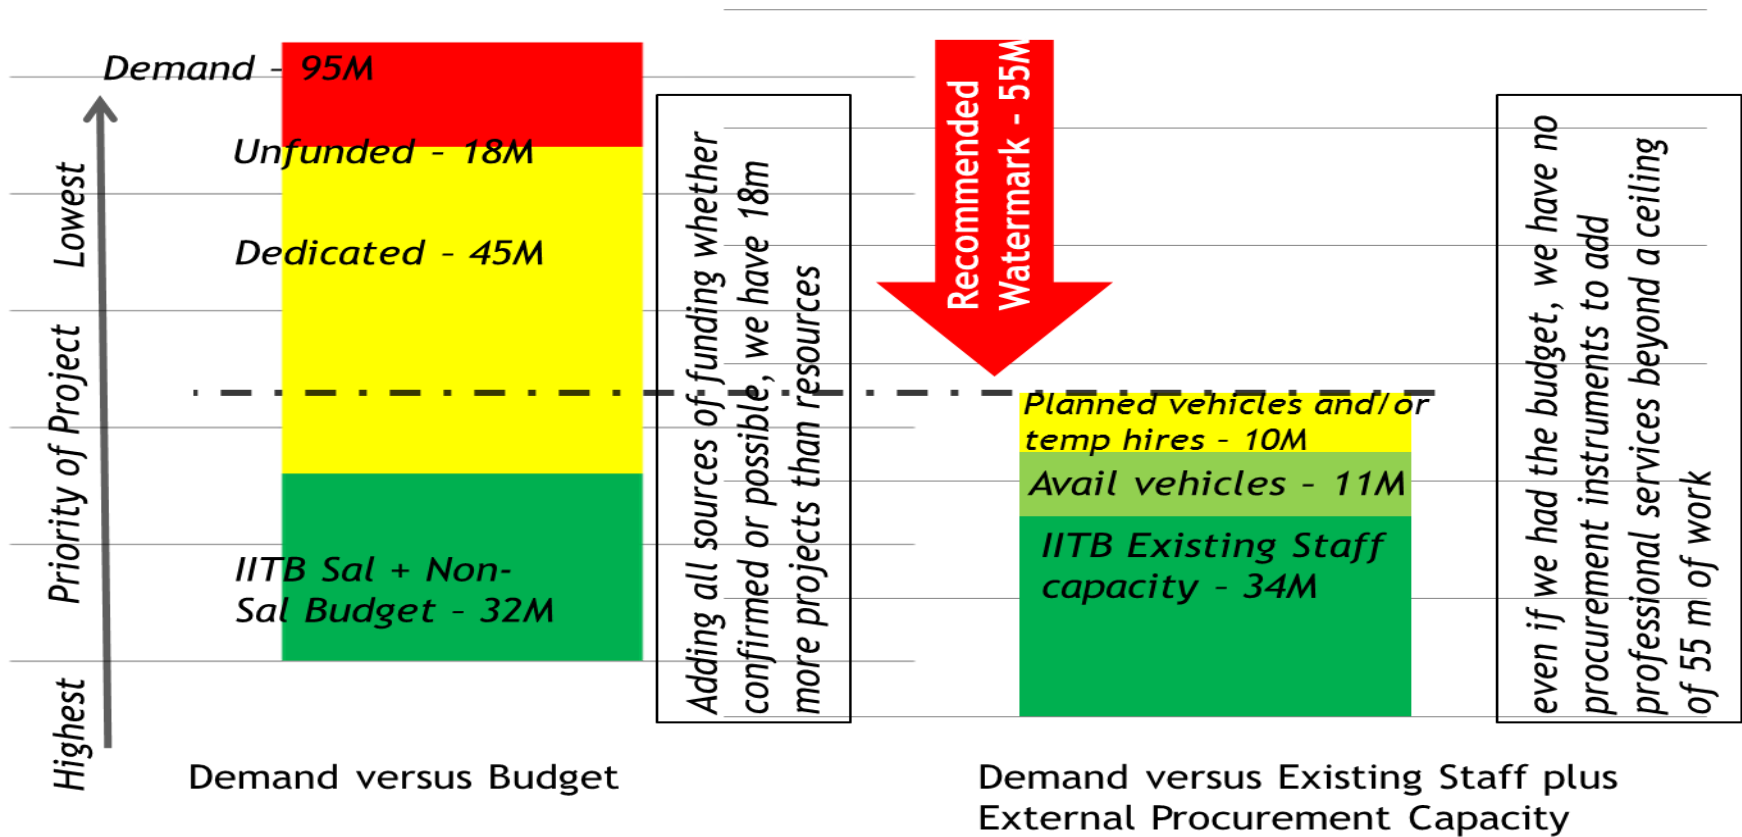 Demand – 95M
Unfunded – 18M
Dedicated – 45M
IITB Sal + Non-
Sal Budget – 32M
Highest
Priority of Project
Lowest
Adding all sources of funding whether
confirmed or possible, we have 18m
more projects than resources
Demand versus Budget
Recommended
Watermark - 55M
Planned vehicles and/or
temp hires – 10M
Avail vehicles – 11M
IITB Existing Staff
capacity – 34M
even if we had the budget, we have no
procurement instruments to add
professional services beyond a ceiling
of 55 m of work
Demand versus Existing Staff plus
External Procurement Capacity